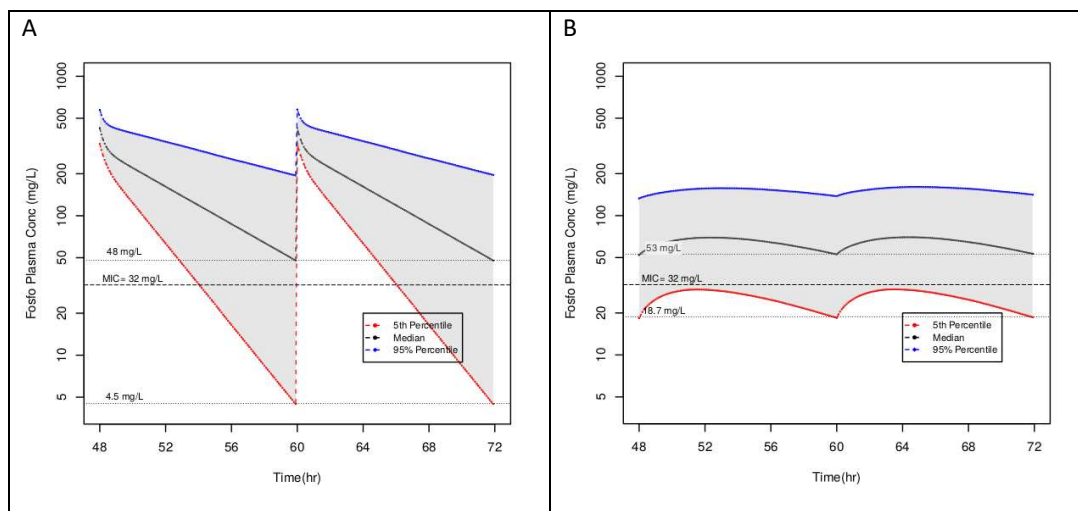 A
Fosfo Plasma Conc (mg/L)
1000
500
200
100
50
20
10
5
48 mg/L
MIC= 32 mg/L
4.5 mg/L
5th Percentile
Median
95% Percentile
48 52 56 60 64 68 72
Time(hr)
B
Fosfo Plasma Conc (mg/L)
1000
500
200
100
50
20
10
5
53 mg/L
MIC= 32 mg/L
18.7 mg/L
5th Percentile
Median
95% Percentile
48 52 56 60 64 68 72
Time(hr)